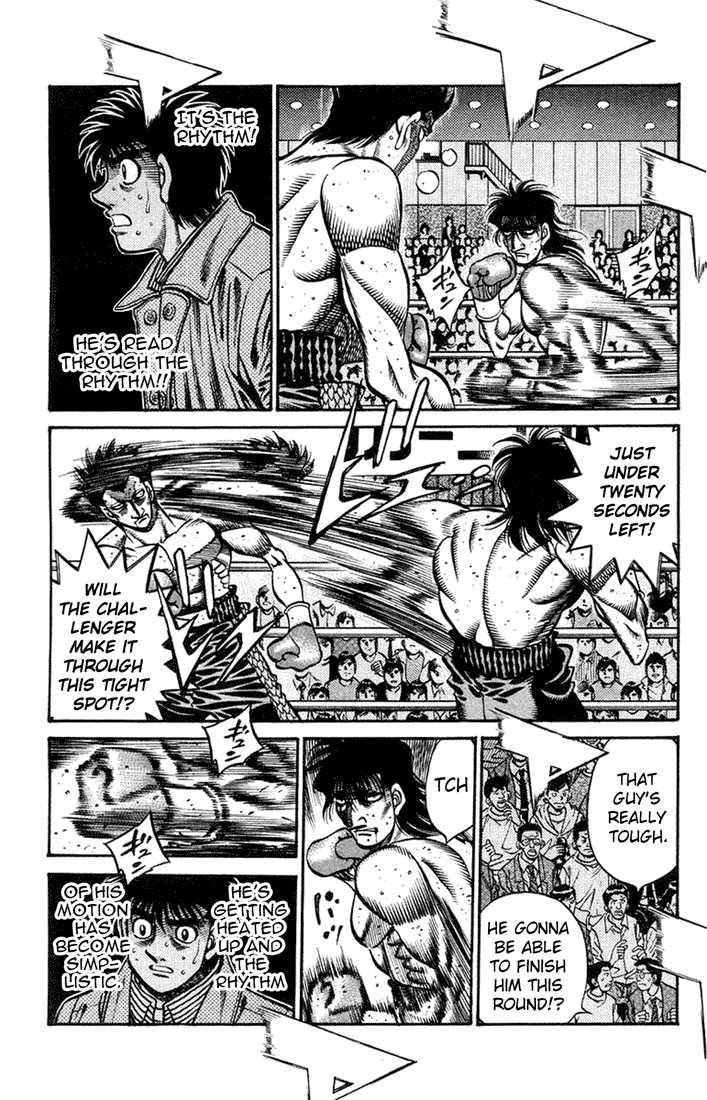 IT'S THE
RHYTHM!
HE'S READ
THROUGH THE
RHYTHM!!
JUST
UNDER
TWENTY
SECONDS
LEFT!
WILL
THE CHAL-
LENGER
MAKE IT
THROUGH
THIS TIGHT
SPOT!?
THAT
GUY'S
REALLY
TOUGH.
HE GONNA
BE ABLE
TO FINISH
HIM THIS
ROUND!?
TCH
HE'S
GETTING
HEATED
UP AND
THE
RHYTHM
OF HIS
MOTION
HAS
BECOME
SIMP-
LISTIC.